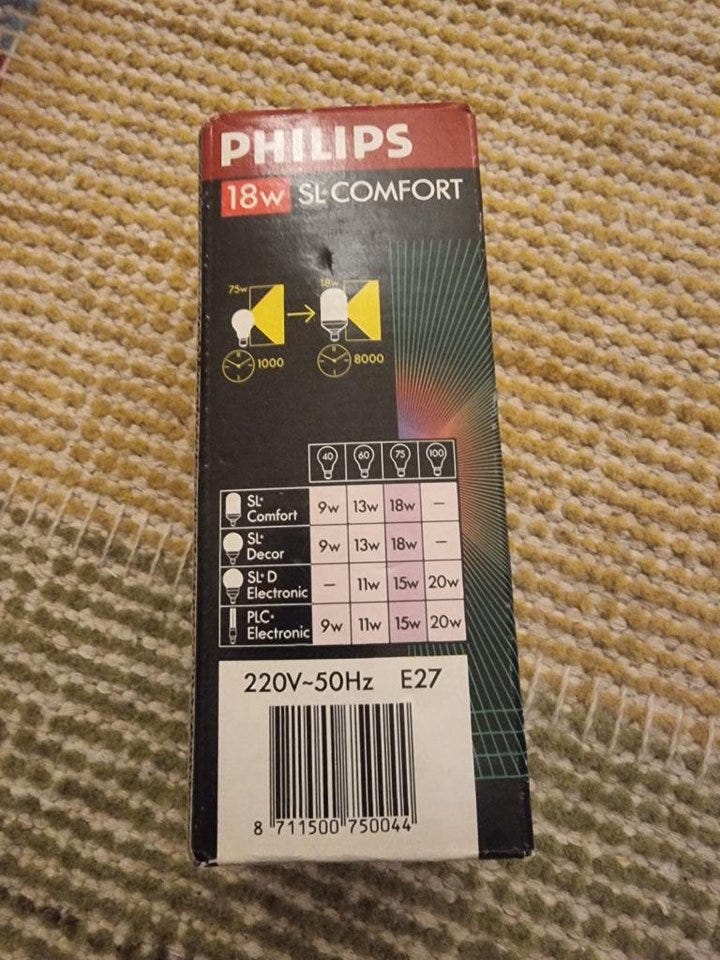 PHILIPS
18w SL•COMFORT
75w 18w
1000 8000
40 60 75 100
SL•
Comfort 9w 13w 18w –
SL•
Decor 9w 13w 18w –
SL•D
Electronic – 11w 15w 20w
PLC•
Electronic 9w 11w 15w 20w
220V~50Hz E27
8 711500 750044